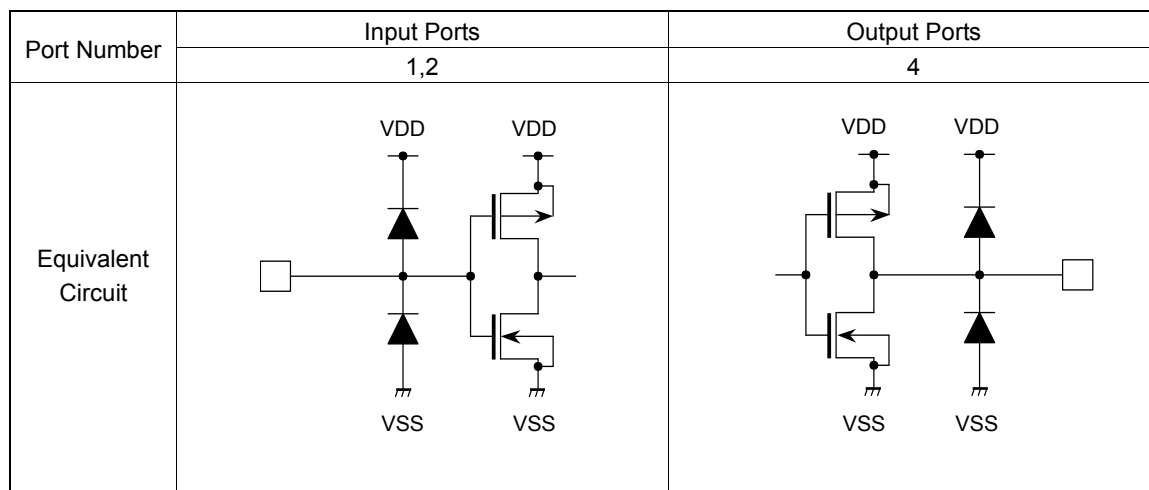 Port Number
Input Ports
Output Ports
1,2
4
Equivalent
Circuit
VDD
VDD
VSS
VSS
VDD
VDD
VSS
VSS